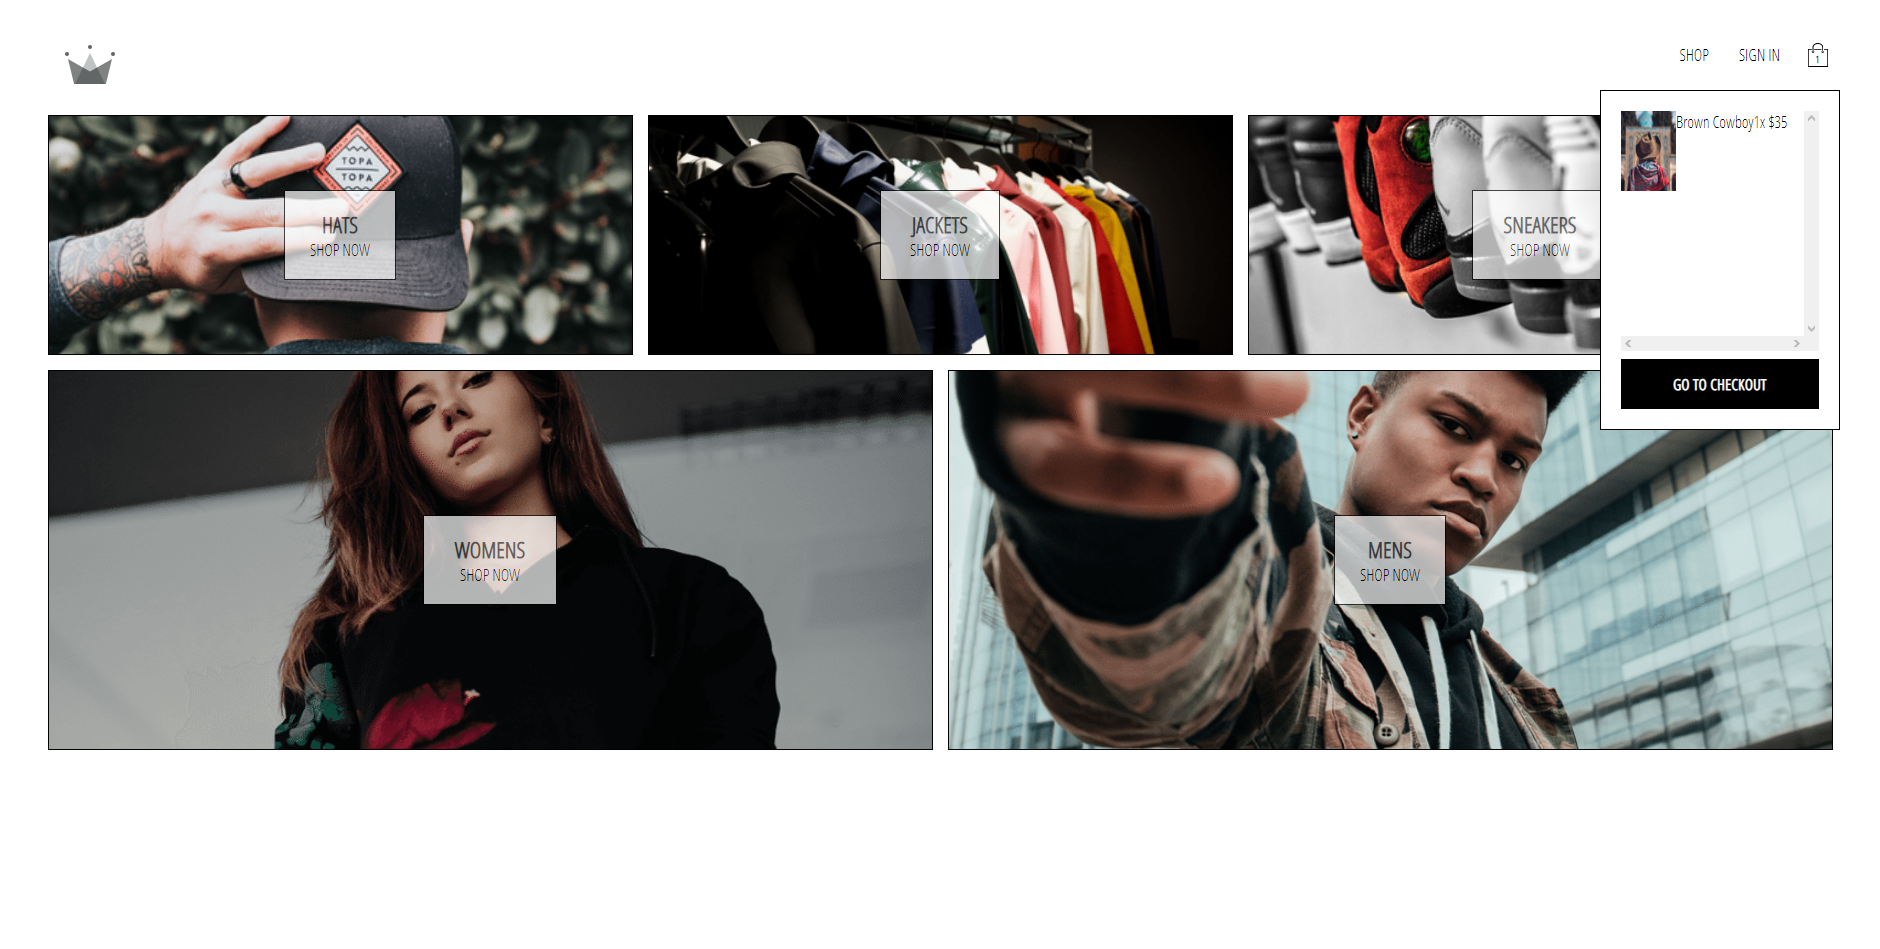 SHOP
SIGN IN
1
Brown Cowboy1x $35
TOPA
TOPA
HATS
SHOP NOW
JACKETS
SHOP NOW
SNEAKERS
SHOP NOW
GO TO CHECKOUT
WOMENS
SHOP NOW
MENS
SHOP NOW